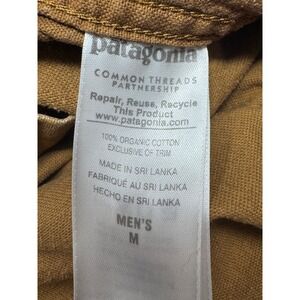 patagonia
COMMON THREADS
PARTNERSHIP
Repair, Reuse, Recycle
This Product
www.patagonia.com
100% ORGANIC COTTON
EXCLUSIVE OF TRIM
MADE IN SRI LANKA
FABRIQUÉ AU SRI LANKA
HECHO EN SRI LANKA
MEN'S
M